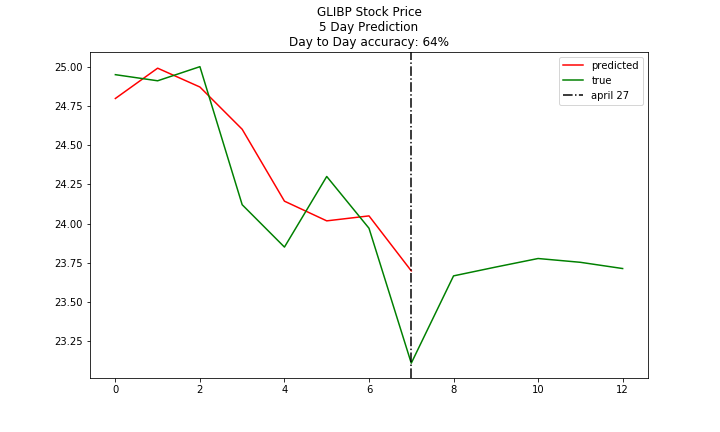 GLIBP Stock Price
5 Day Prediction
Day to Day accuracy: 64%
predicted
true
april 27
25.00
24.75
24.50
24.25
24.00
23.75
23.50
23.25
0 2 4 6 8 10 12